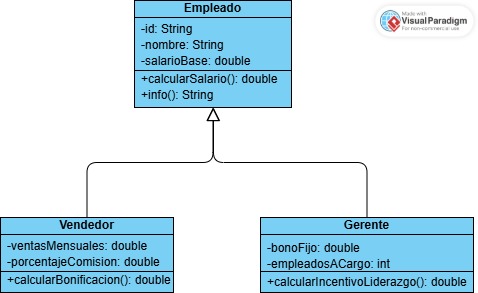 Empleado
-id: String
-nombre: String
-salarioBase: double
+calcularSalario(): double
+info(): String
Made with
Visual Paradigm
For non-commercial use
Vendedor
-ventasMensuales: double
-porcentajeComision: double
+calcularBonificacion(): double
Gerente
-bonoFijo: double
-empleadosACargo: int
+calcularIncentivoLiderazgo(): double